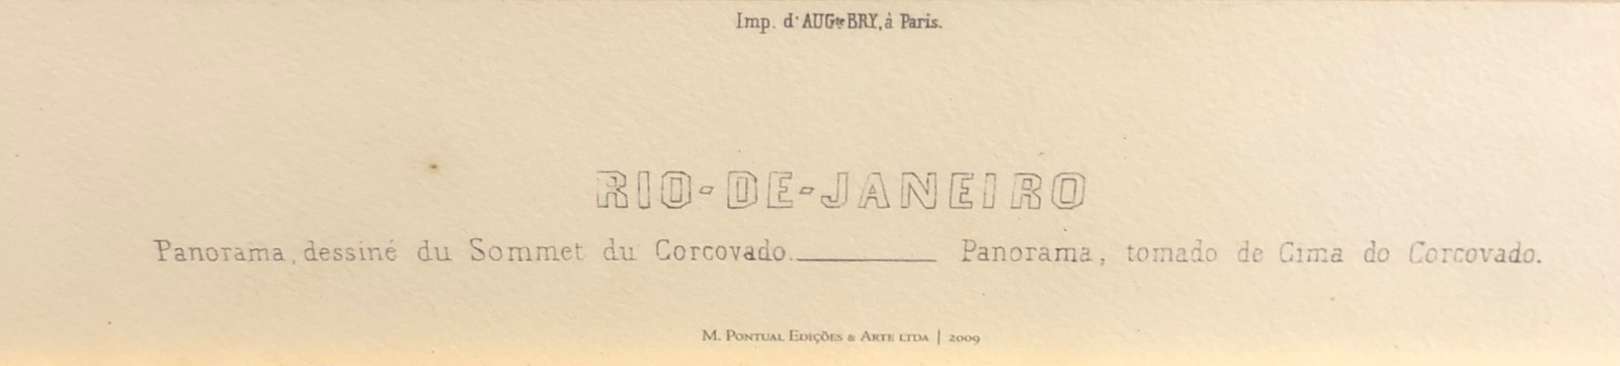 Imp. d'AUGte BRY, à Paris.
RIO-DE-JANEIRO
Panorama, dessiné du Sommet du Corcovado. Panorama, tomado de Cima do Corcovado.
M. PONTUAL EDIÇÕES & ARTE LTDA | 2009